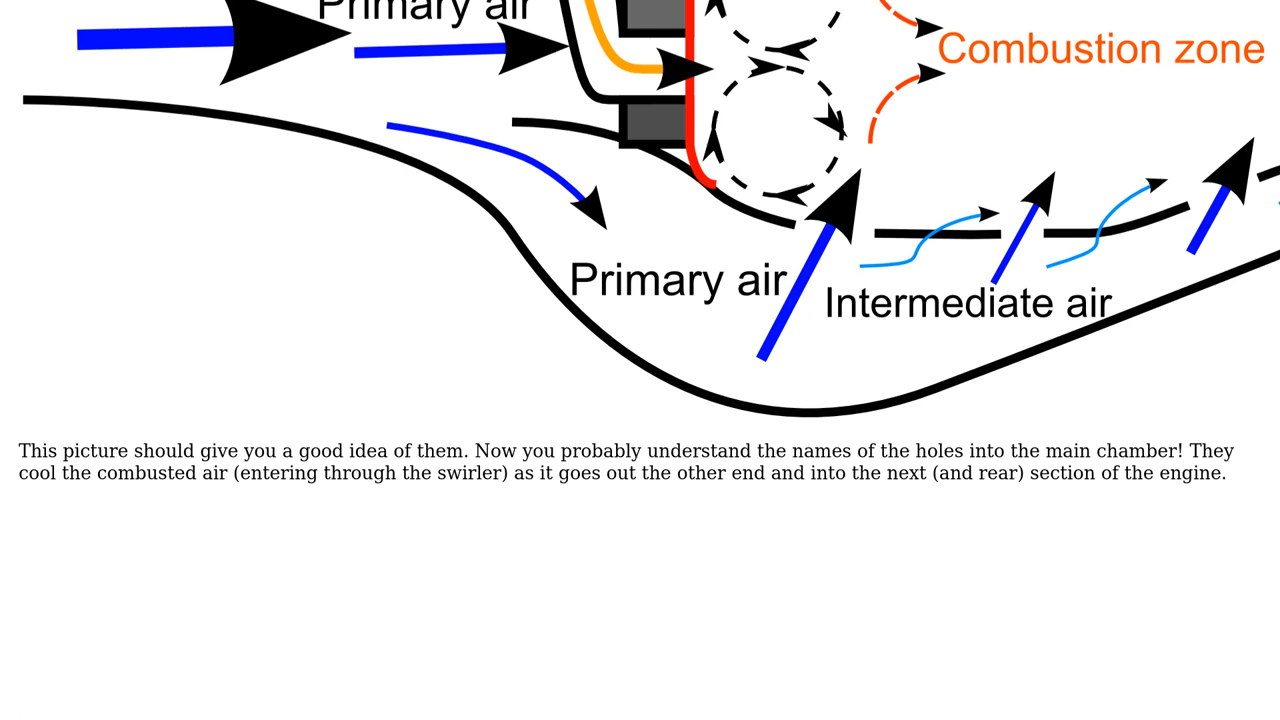 Primary air
Combustion zone
Primary air
Intermediate air
This picture should give you a good idea of them. Now you probably understand the names of the holes into the main chamber! They
cool the combusted air (entering through the swirler) as it goes out the other end and into the next (and rear) section of the engine.